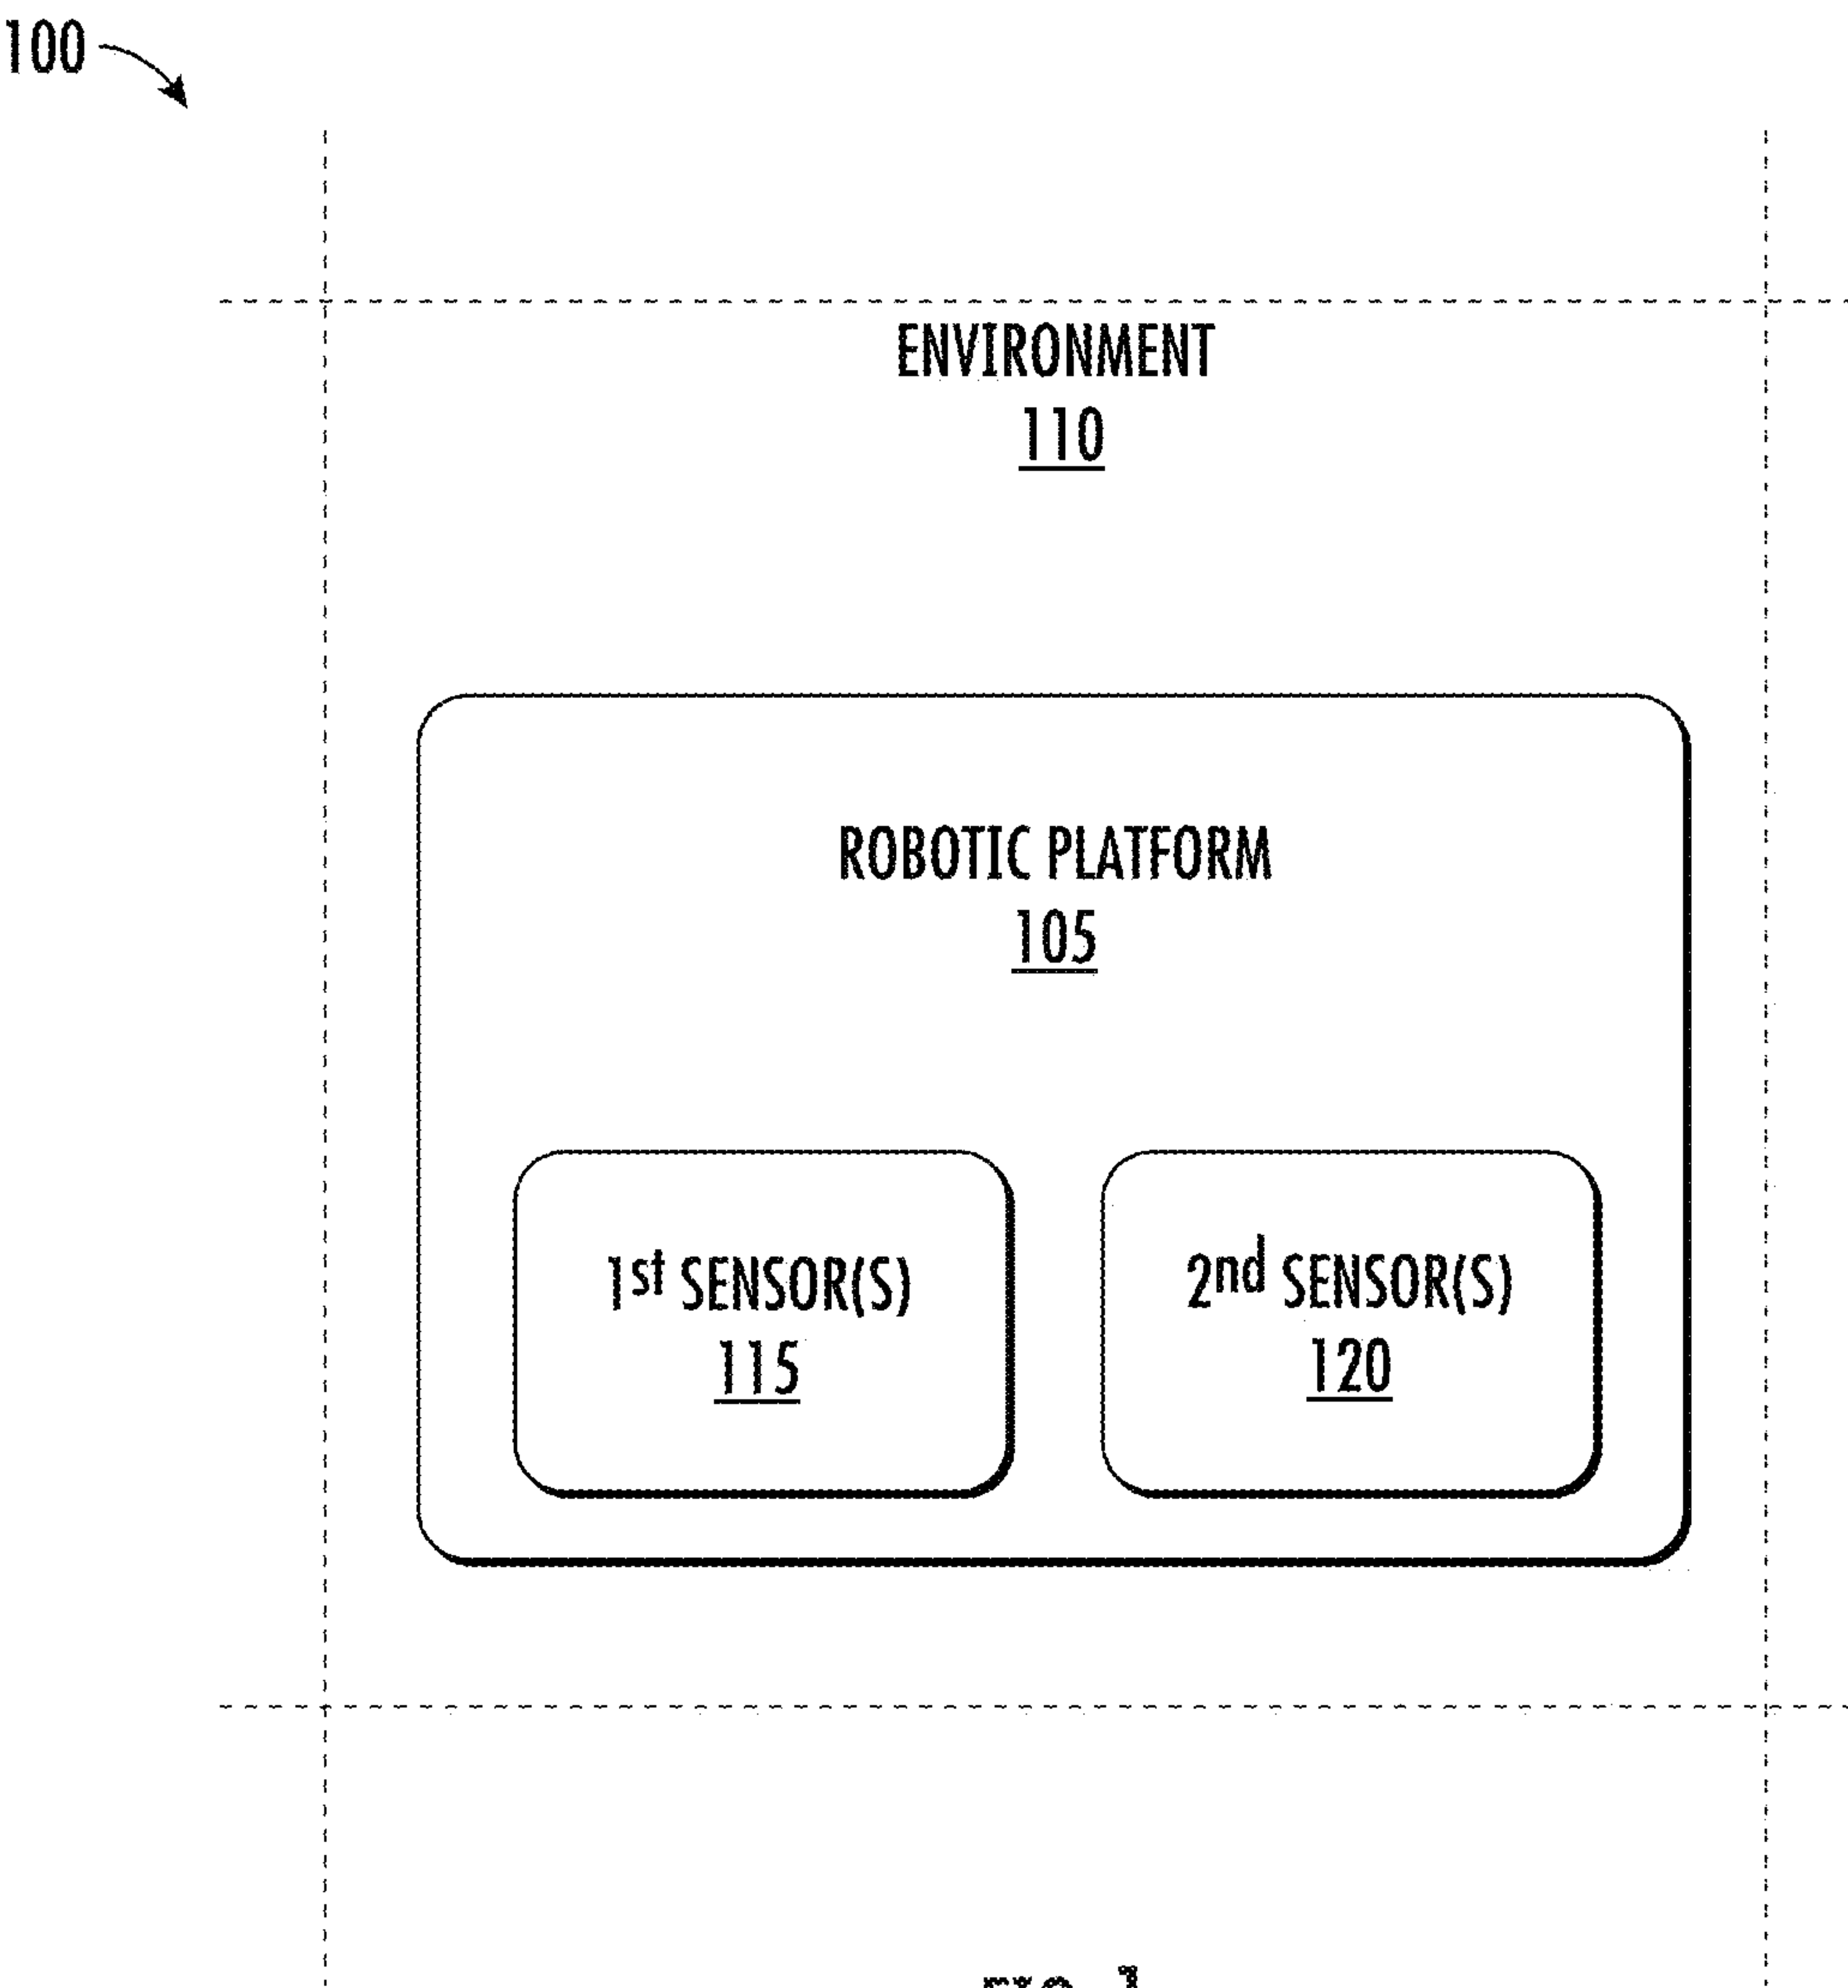 100
ENVIRONMENT
110
ROBOTIC PLATFORM
105
1st SENSOR(S)
115
2nd SENSOR(S)
120